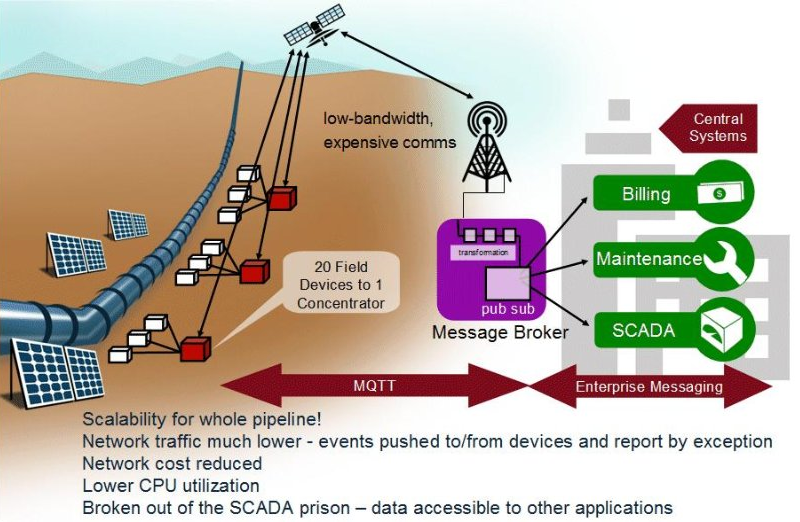 low-bandwidth,
expensive comms
Central
Systems
Billing
$
transformation
Maintenance
20 Field
Devices to 1
Concentrator
pub sub
SCADA
Message Broker
MQTT
Enterprise Messaging
Scalability for whole pipeline!
Network traffic much lower - events pushed to/from devices and report by exception
Network cost reduced
Lower CPU utilization
Broken out of the SCADA prison – data accessible to other applications